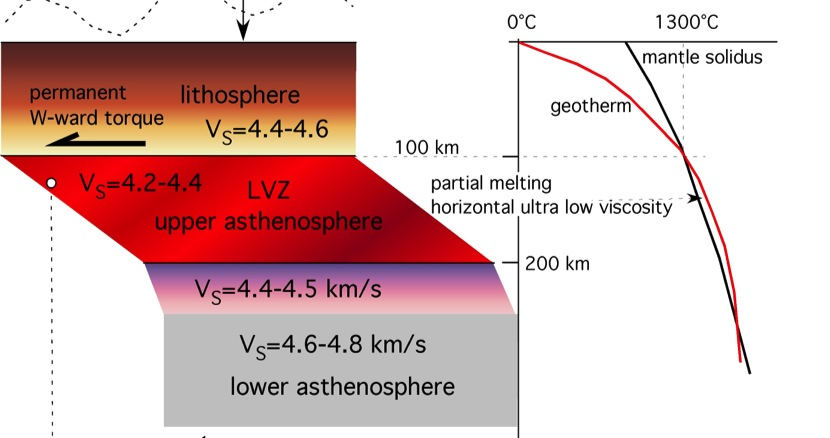 0°C
1300°C
mantle solidus
geotherm
permanent
W-ward torque
lithosphere
VS=4.4-4.6
100 km
VS=4.2-4.4
LVZ
upper asthenosphere
partial melting
horizontal ultra low viscosity
200 km
VS=4.4-4.5 km/s
VS=4.6-4.8 km/s
lower asthenosphere